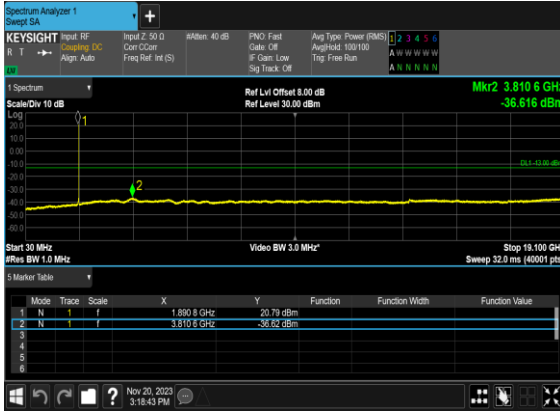 Spectrum Analyzer 1
Swept SA
+
KEYSIGHT Input: RF Input Z: 50 Ω #Atten: 40 dB PNO: Fast Avg Type: Power (RMS) 1 2 3 4 5 6
R T Coupling: DC Corr CCorr Gate: Off Avg|Hold: 100/100 A W W W W W
Align: Auto Freq Ref: Int (S) IF Gain: Low Trig: Free Run
Sig Track: Off A N N N N N
1 Spectrum Ref Lvl Offset 8.00 dB Mkr2 3.810 6 GHz
Scale/Div 10 dB Ref Level 30.00 dBm -36.616 dBm
Log
20.0
10.0
0.00
-10.0
-20.0
-30.0
-40.0
-50.0
-60.0
1
2
DL1 -13.00 dBm
Start 30 MHz Video BW 3.0 MHz* Stop 19.100 GHz
#Res BW 1.0 MHz Sweep 32.0 ms (40001 pts)
5 Marker Table
Mode Trace Scale X Y Function Function Width Function Value
1 N 1 f 1.890 8 GHz 20.79 dBm
2 N 1 f 3.810 6 GHz -36.62 dBm
3
4
5
6
? Nov 20, 2023
3:18:43 PM